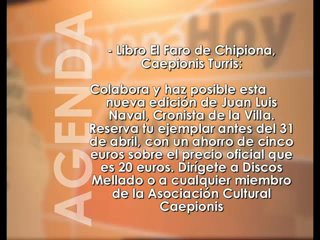 AGENDA
Chipiona Hoy
- Libro El Faro de Chipiona,
Caepionis Turris:
Colabora y haz posible esta
nueva edición de Juan Luis
Naval, Cronista de la Villa.
Reserva tu ejemplar antes del 31
de abril, con un ahorro de cinco
euros sobre el precio oficial que
es 20 euros. Dirígete a Discos
Mellado o a cualquier miembro
de la Asociación Cultural
Caepionis